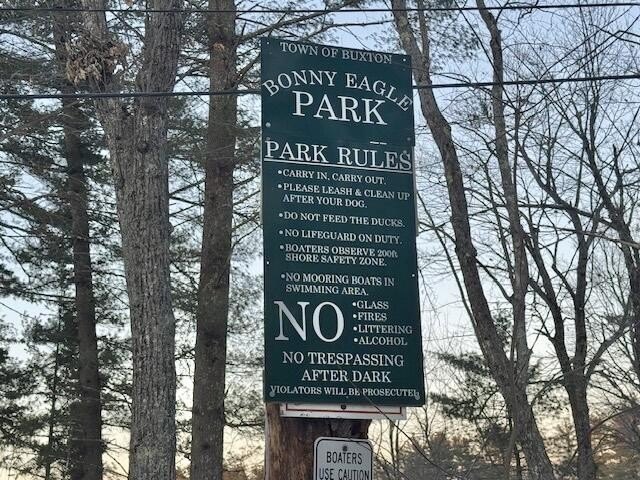 TOWN OF BUXTON
BONNY EAGLE
PARK
PARK RULES
•CARRY IN, CARRY OUT.
•PLEASE LEASH & CLEAN UP
AFTER YOUR DOG.
•DO NOT FEED THE DUCKS.
•NO LIFEGUARD ON DUTY.
•BOATERS OBSERVE 200ft
SHORE SAFETY ZONE.
•NO MOORING BOATS IN
SWIMMING AREA.
NO
•GLASS
•FIRES
•LITTERING
•ALCOHOL
NO TRESPASSING
AFTER DARK
VIOLATORS WILL BE PROSECUTED
BOATERS
USE CAUTION